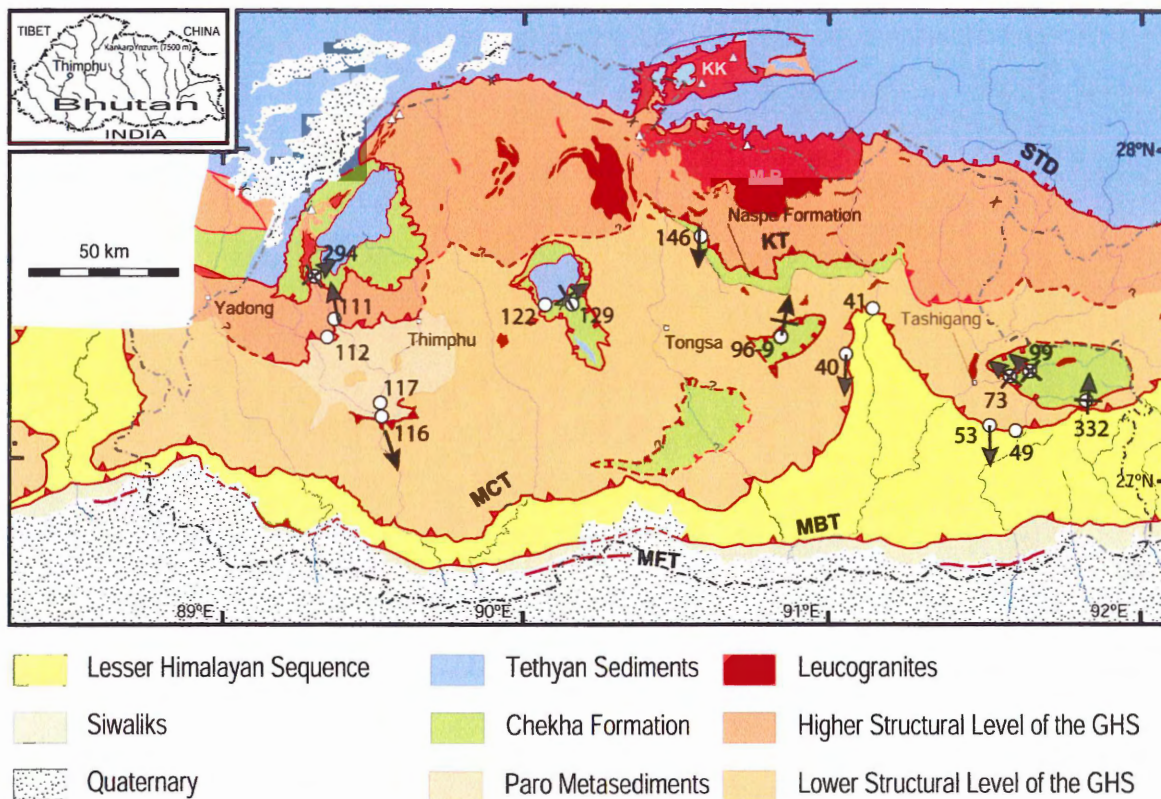 TIBET CHINA
Kankarpunzum (7500 m)
Thimphu
Bhutan
INDIA
KK
STD
28°N
50 km
294
146
Naspe Formation
KT
Yadong
111
122
129
41
Tashigang
112
Thimphu
Tongsa
96-9
40
99
73
117
116
53
49
332
MCT
27°N
MBT
MFT
89°E
90°E
91°E
92°E
Lesser Himalayan Sequence
Tethyan Sediments
Leucogranites
Siwaliks
Chekha Formation
Higher Structural Level of the GHS
Quaternary
Paro Metasediments
Lower Structural Level of the GHS